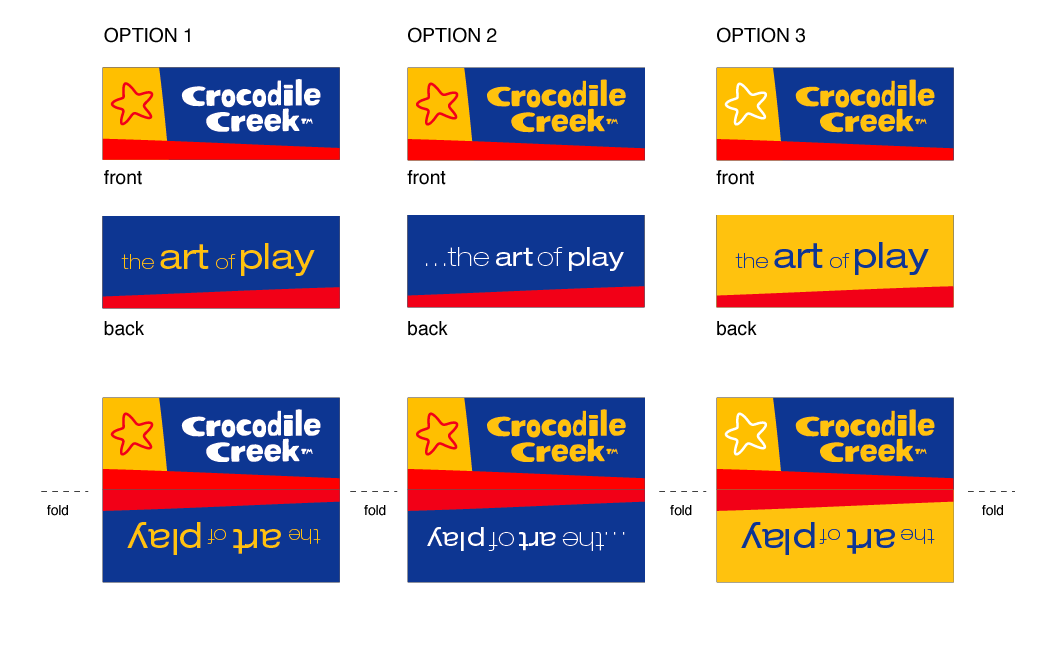 OPTION 1
OPTION 2
OPTION 3
Crocodile
Creek™
Crocodile
Creek™
Crocodile
Creek™
front
front
front
the art of play
...the art of play
the art of play
back
back
back
Crocodile
Creek™
Crocodile
Creek™
Crocodile
Creek™
fold
fold
fold
fold
the art of play
...the art of play
the art of play